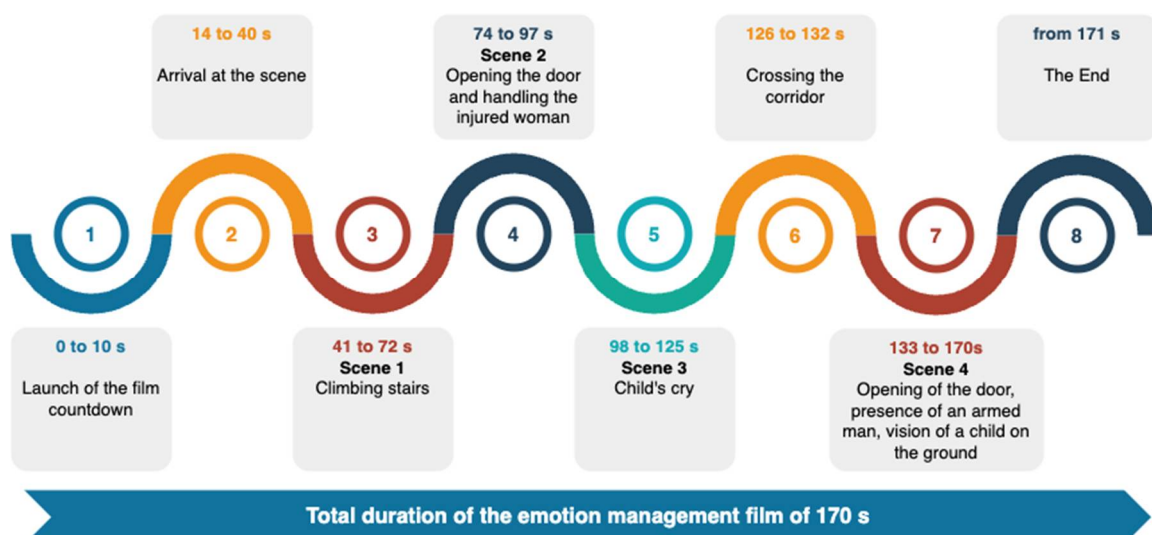 14 to 40 s
Arrival at the scene
74 to 97 s
Scene 2
Opening the door
and handling the
injured woman
126 to 132 s
Crossing the
corridor
from 171 s
The End
1
2
3
4
5
6
7
8
0 to 10 s
Launch of the film
countdown
41 to 72 s
Scene 1
Climbing stairs
98 to 125 s
Scene 3
Child's cry
133 to 170s
Scene 4
Opening of the door,
presence of an armed
man, vision of a child on
the ground
Total duration of the emotion management film of 170 s